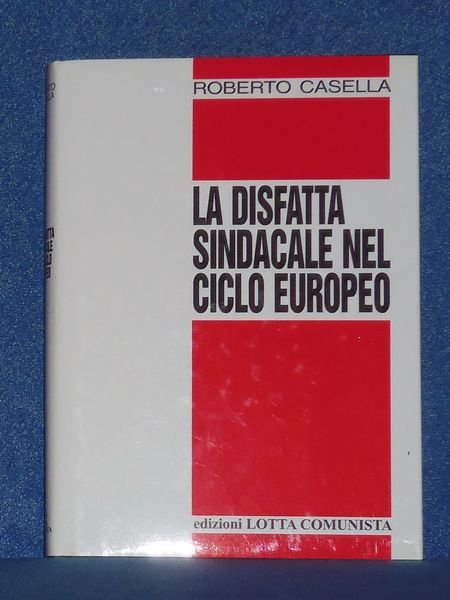 ROBERTO CASELLA
LA DISFATTA
SINDACALE NEL
CICLO EUROPEO
edizioni LOTTA COMUNISTA